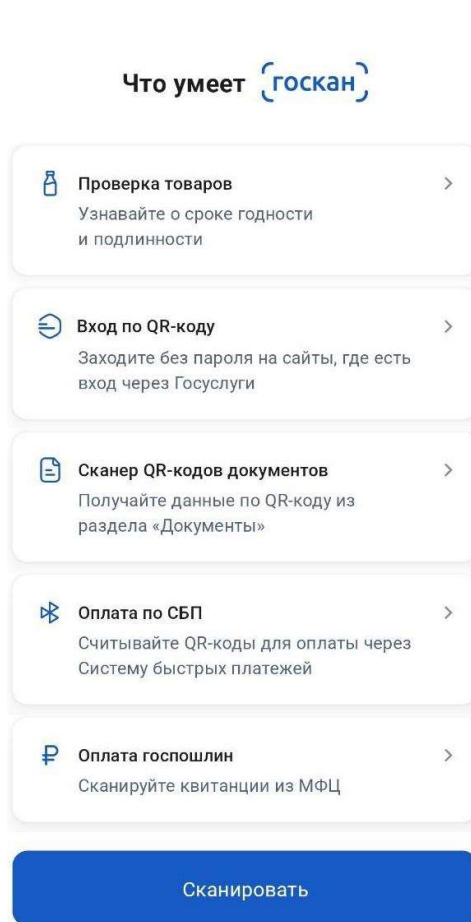 Что умеет госкан
Проверка товаров
Узнавайте о сроке годности
и подлинности
Вход по QR-коду
Заходите без пароля на сайты, где есть
вход через Госуслуги
Сканер QR-кодов документов
Получайте данные по QR-коду из
раздела «Документы»
Оплата по СБП
Считывайте QR-коды для оплаты через
Систему быстрых платежей
Оплата госпошлин
Сканируйте квитанции из МФЦ
Сканировать